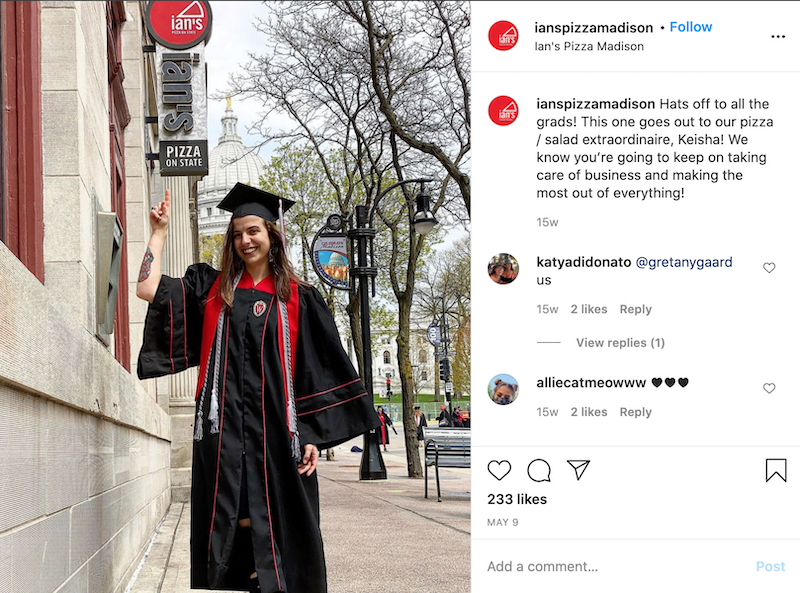 ian's
PIZZA ON STATE
ian's
PIZZA
ON STATE
W
ianspizzamadison • Follow
Ian's Pizza Madison
ianspizzamadison Hats off to all the
grads! This one goes out to our pizza
/ salad extraordinaire, Keisha! We
know you’re going to keep on taking
care of business and making the
most out of everything!
15w
katyadidonato @gretanygaard
us
15w 2 likes Reply
View replies (1)
alliecatmeowww 🖤🖤🖤
15w 2 likes Reply
233 likes
MAY 9
Add a comment...
Post